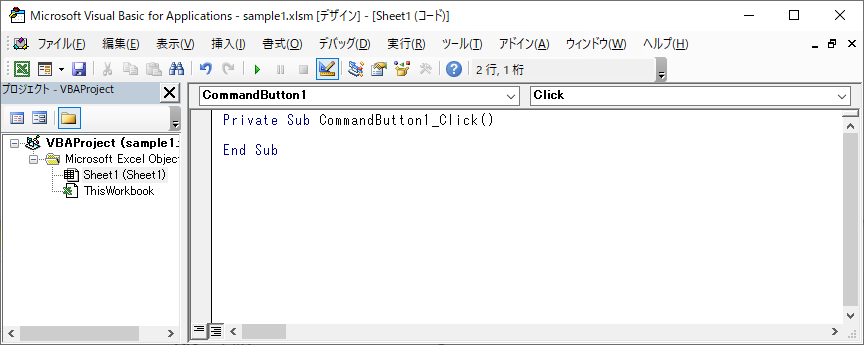 Microsoft Visual Basic for Applications - sample1.xlsm [デザイン] - [Sheet1 (コード)]
ファイル(F) 編集(E) 表示(V) 挿入(I) 書式(O) デバッグ(D) 実行(R) ツール(T) アドイン(A) ウィンドウ(W) ヘルプ(H)
2 行, 1 桁
プロジェクト - VBAProject
CommandButton1
Click
VBAProject (sample1.
Microsoft Excel Objec
Sheet1 (Sheet1)
ThisWorkbook
Private Sub CommandButton1_Click()
End Sub